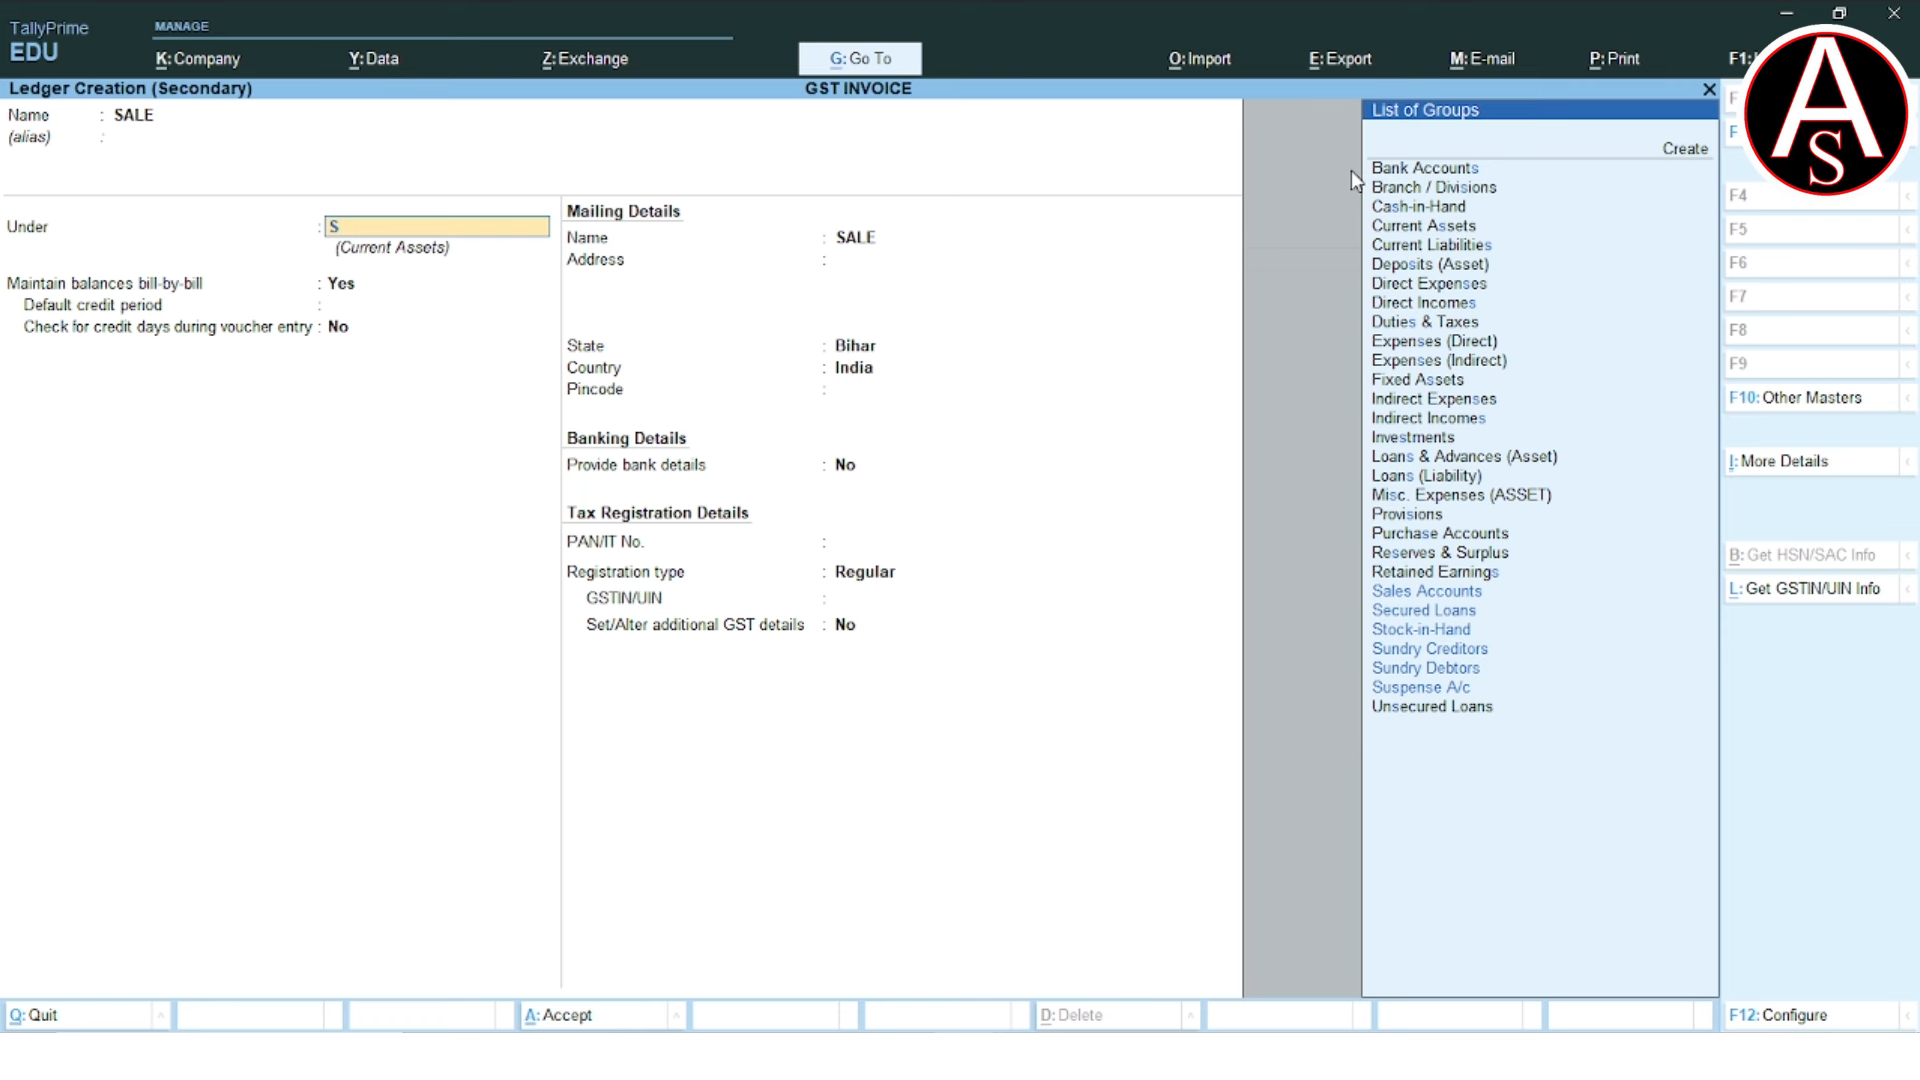 TallyPrime
EDU
MANAGE
K: Company
Y: Data
Z: Exchange
G: Go To
O: Import
E: Export
M: E-mail
P: Print
F1:
Ledger Creation (Secondary)
GST INVOICE
Name : SALE
(alias) :
Under : S
(Current Assets)
Maintain balances bill-by-bill : Yes
Default credit period :
Check for credit days during voucher entry : No
Mailing Details
Name : SALE
Address :
State : Bihar
Country : India
Pincode :
Banking Details
Provide bank details : No
Tax Registration Details
PAN/IT No. :
Registration type : Regular
GSTIN/UIN :
Set/Alter additional GST details : No
List of Groups
Create
Bank Accounts
Branch / Divisions
Cash-in-Hand
Current Assets
Current Liabilities
Deposits (Asset)
Direct Expenses
Direct Incomes
Duties & Taxes
Expenses (Direct)
Expenses (Indirect)
Fixed Assets
Indirect Expenses
Indirect Incomes
Investments
Loans & Advances (Asset)
Loans (Liability)
Misc. Expenses (ASSET)
Provisions
Purchase Accounts
Reserves & Surplus
Retained Earnings
Sales Accounts
Secured Loans
Stock-in-Hand
Sundry Creditors
Sundry Debtors
Suspense A/c
Unsecured Loans
AS
F
F
F4
F5
F6
F7
F8
F9
F10: Other Masters
I: More Details
B: Get HSN/SAC Info
L: Get GSTIN/UIN Info
Q: Quit
A: Accept
D: Delete
F12: Configure